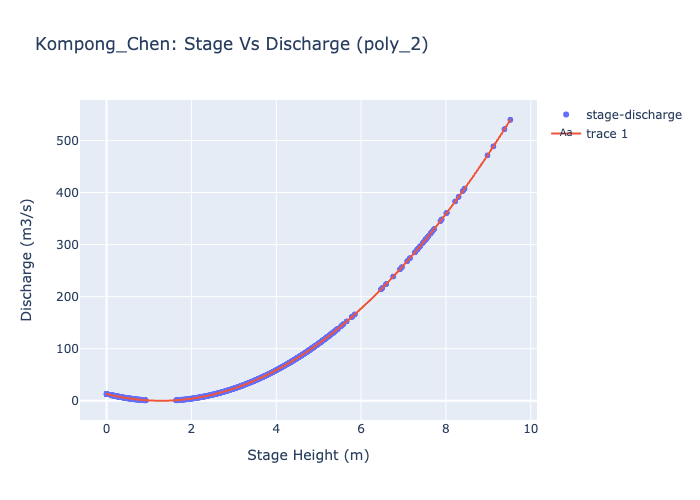 Kompong_Chen: Stage Vs Discharge (poly_2)
stage-discharge
Aa trace 1
Discharge (m3/s)
500
400
300
200
100
0
0 2 4 6 8 10
Stage Height (m)